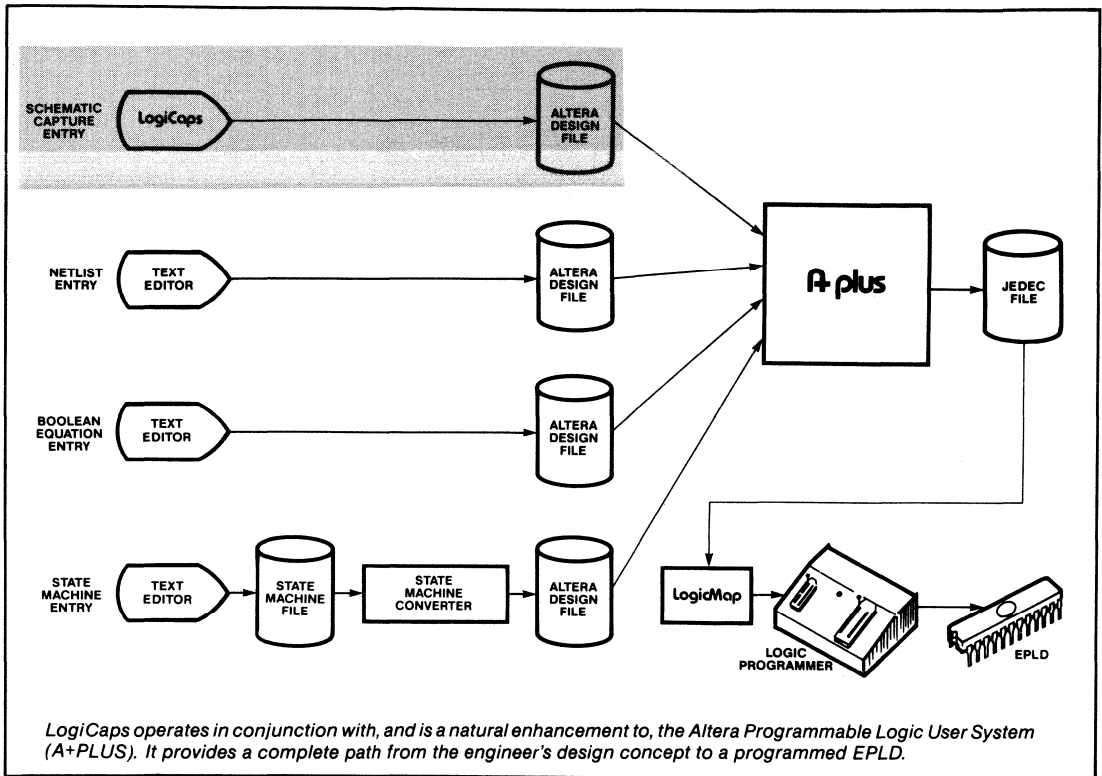 SCHEMATIC
CAPTURE
ENTRY
LogiCaps
ALTERA
DESIGN
FILE
NETLIST
ENTRY
TEXT
EDITOR
ALTERA
DESIGN
FILE
A+ plus
JEDEC
FILE
BOOLEAN
EQUATION
ENTRY
TEXT
EDITOR
ALTERA
DESIGN
FILE
STATE
MACHINE
ENTRY
TEXT
EDITOR
STATE
MACHINE
FILE
STATE
MACHINE
CONVERTER
ALTERA
DESIGN
FILE
LogicMap
LOGIC
PROGRAMMER
EPLD
LogiCaps operates in conjunction with, and is a natural enhancement to, the Altera Programmable Logic User System
(A+PLUS). It provides a complete path from the engineer's design concept to a programmed EPLD.